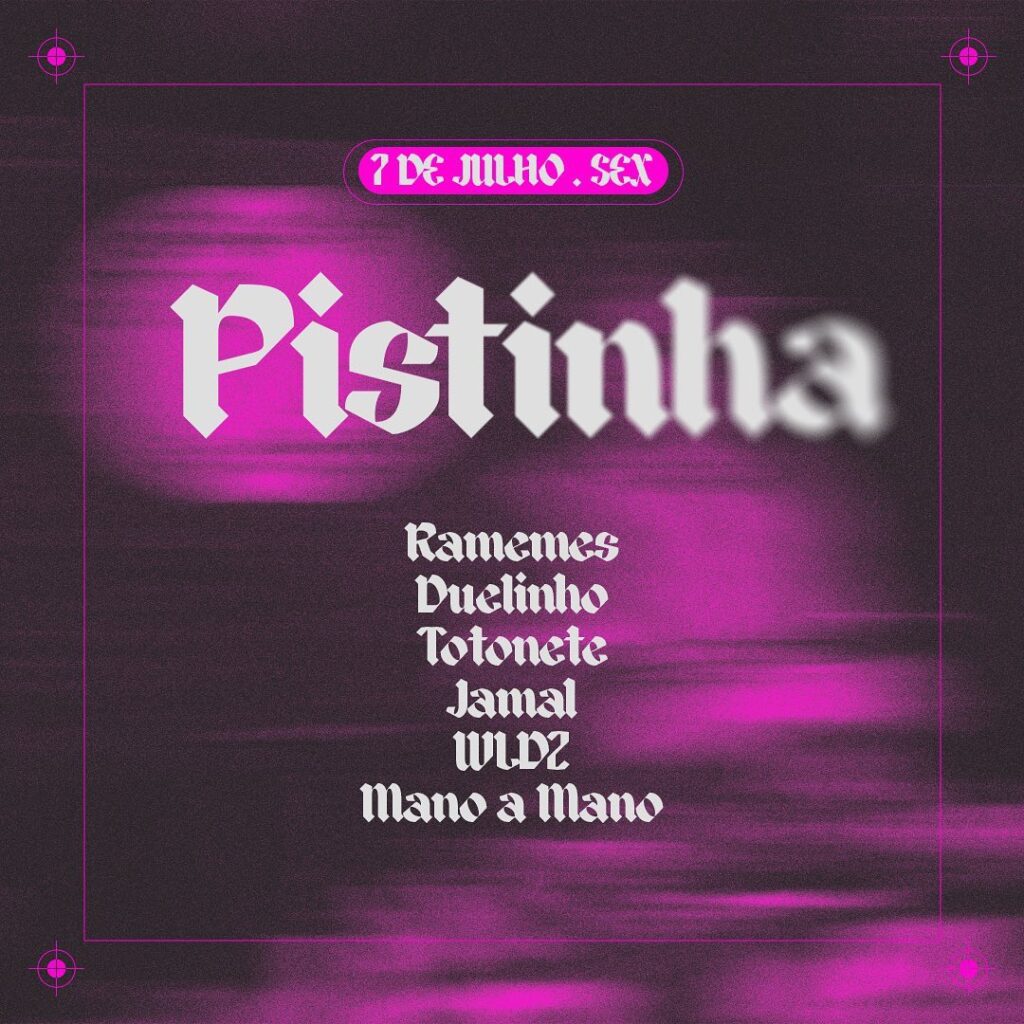 7 DE JULHO . SEX
Pistinha
Ramemes
Duelinho
Totonete
Jamal
WLDZ
Mano a Mano